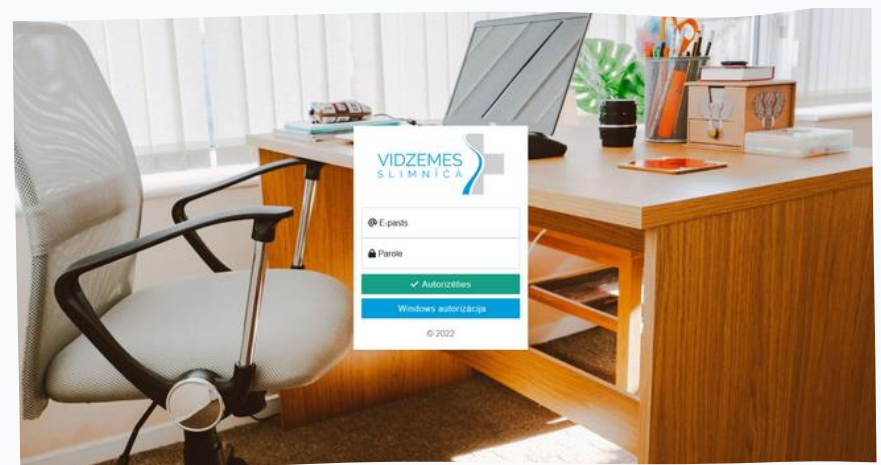 VIDZEMES
SLIMNĪCA
E-pasts
Parole
Autorizēties
Windows autorizācija
© 2022